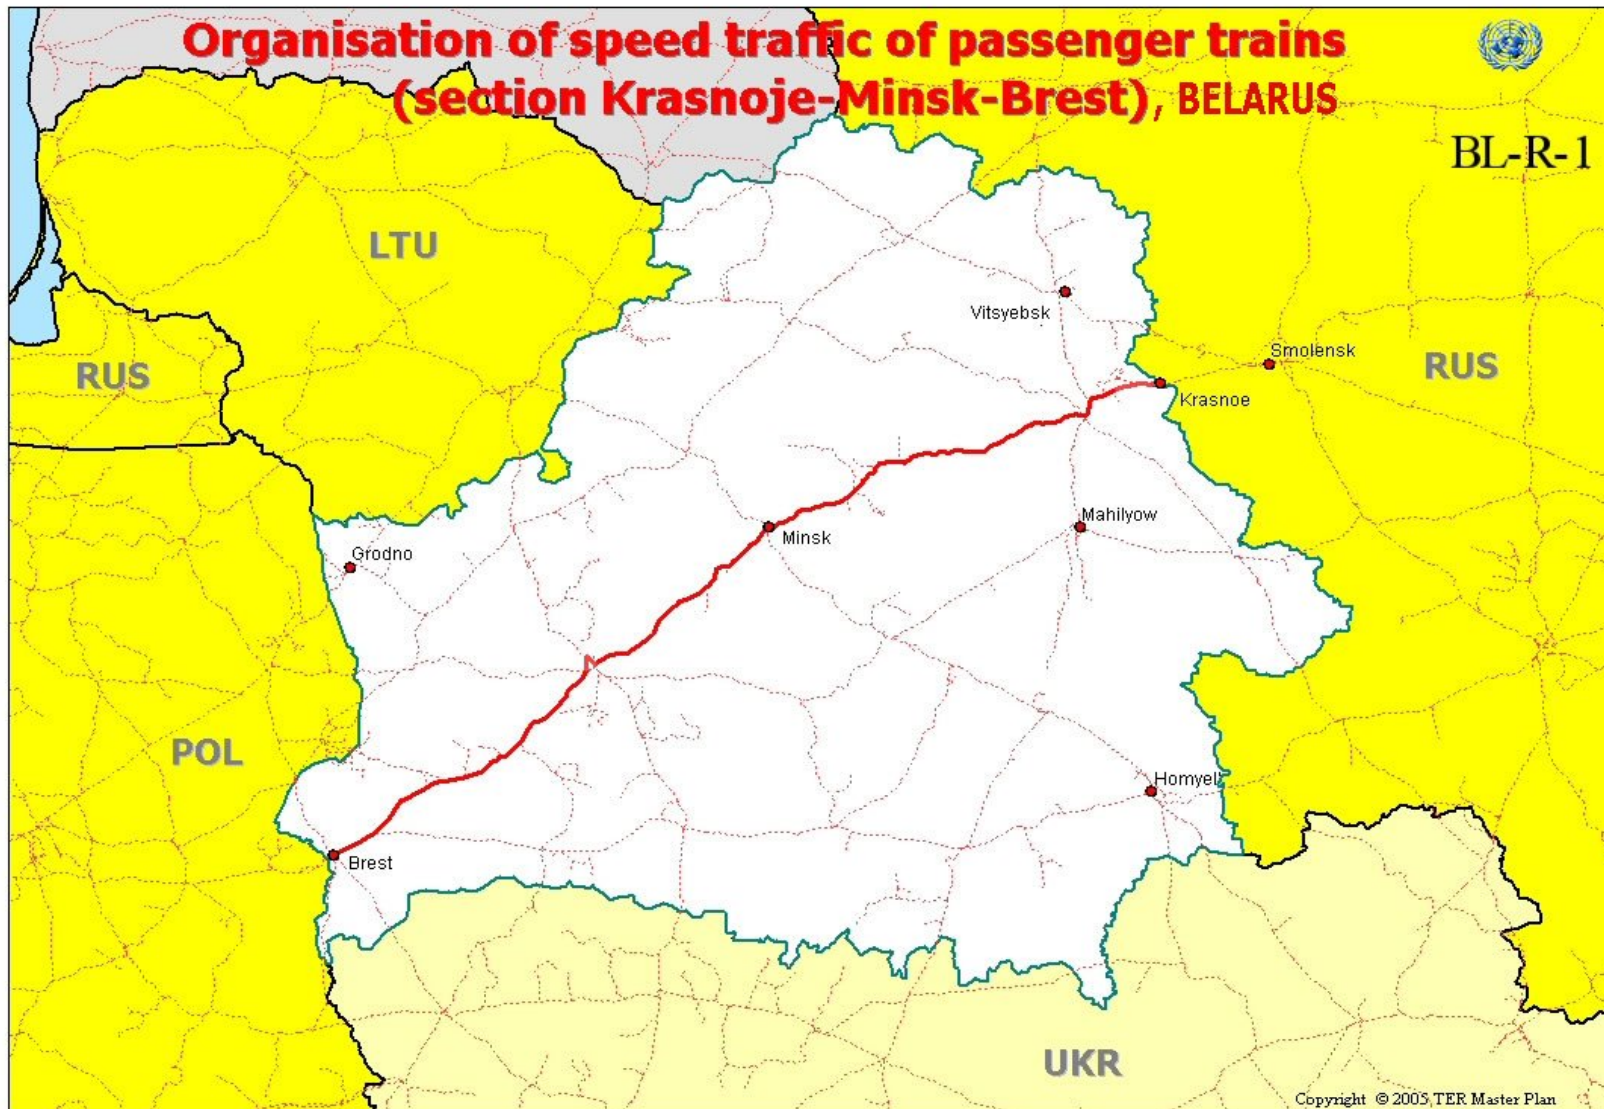 Organisation of speed traffic of passenger trains
(section Krasnoje-Minsk-Brest), BELARUS
BL-R-1
LTU
Vitsyebsk
RUS
Smolensk
RUS
Krasnoe
Mahilyow
Minsk
Grodno
POL
Homyel'
Brest
UKR
Copyright © 2005,TER Master Plan